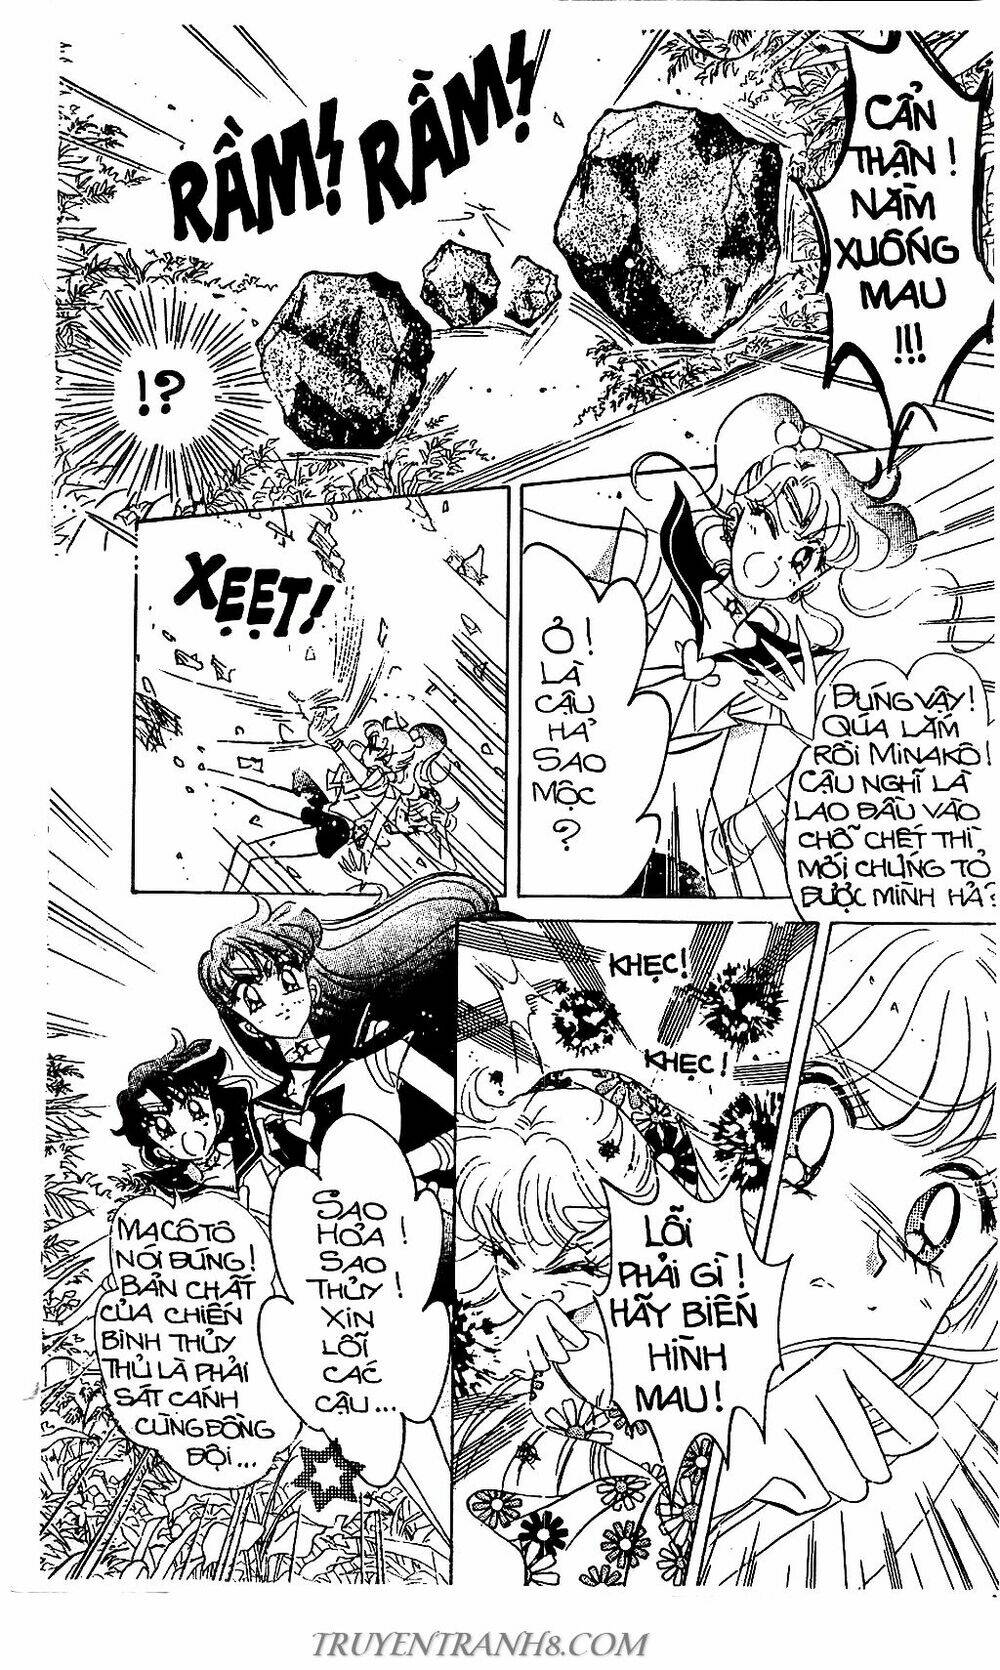 RẦM! RẦM!
CẨN
THẬN!
NẰM
XUỐNG
MAU
!!!
!?
XẸẸT!
Ỏ!
LÀ
CẬU
HẢ
SAO
MỘC
?
ĐÚNG VẬY!
QÚA LẮM
RỒI MINAKÔ!
CẬU NGHĨ LÀ
LAO ĐẦU VÀO
CHỖ CHẾT THÌ
MỚI CHỨNG TỎ
ĐƯỢC MÌNH HẢ?
KHẸC!
KHẸC!
LỖI
PHẢI GÌ!
HÃY BIẾN
HÌNH
MAU!
SAO
HỎA!
SAO
THỦY!
XIN
LỖI
CÁC
CẬU...
MACÔTÔ
NÓI ĐÚNG!
BẢN CHẤT
CỦA CHIẾN
BINH THỦY
THỦ LÀ PHẢI
SÁT CÁNH
CÙNG ĐỒNG
ĐỘI...
TRUYENTRANH8.COM